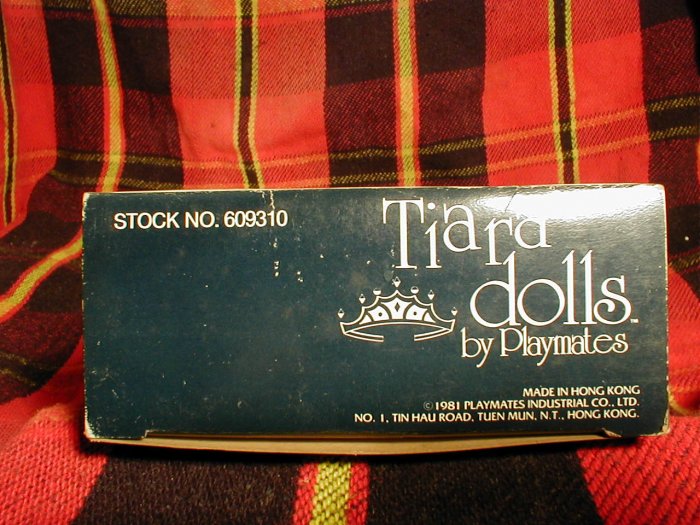 STOCK NO. 609310
Tiara
dolls™
by Playmates
MADE IN HONG KONG
©1981 PLAYMATES INDUSTRIAL CO., LTD.
NO. 1, TIN HAU ROAD, TUEN MUN, N.T., HONG KONG.